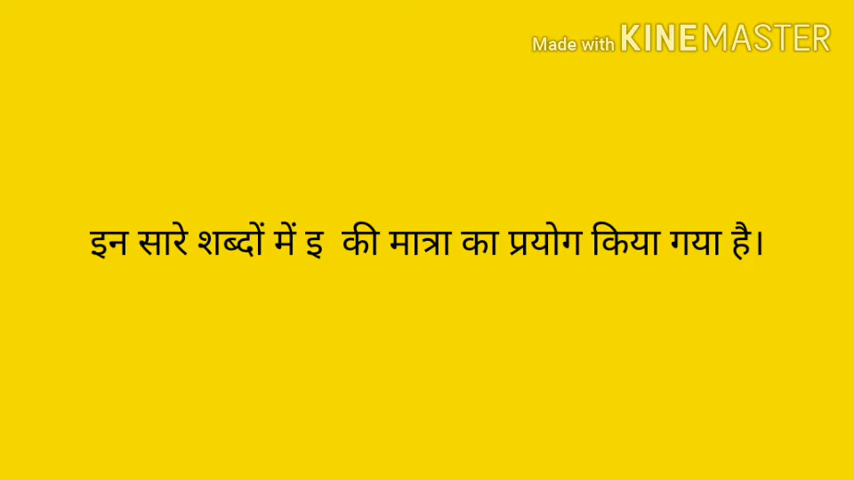 Made with KINEMASTER
इन सारे शब्दों में इ की मात्रा का प्रयोग किया गया है।